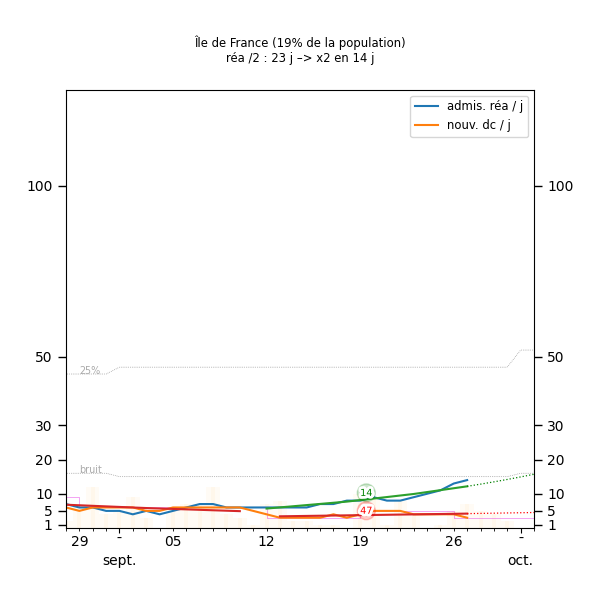 Île de France (19% de la population)
réa /2 : 23 j –> x2 en 14 j
admis. réa / j
nouv. dc / j
100 100
50 50
25%
30 30
20 20
bruit
10 14 10
5 47 5
1 1
29 - 05 12 19 26 -
sept. oct.